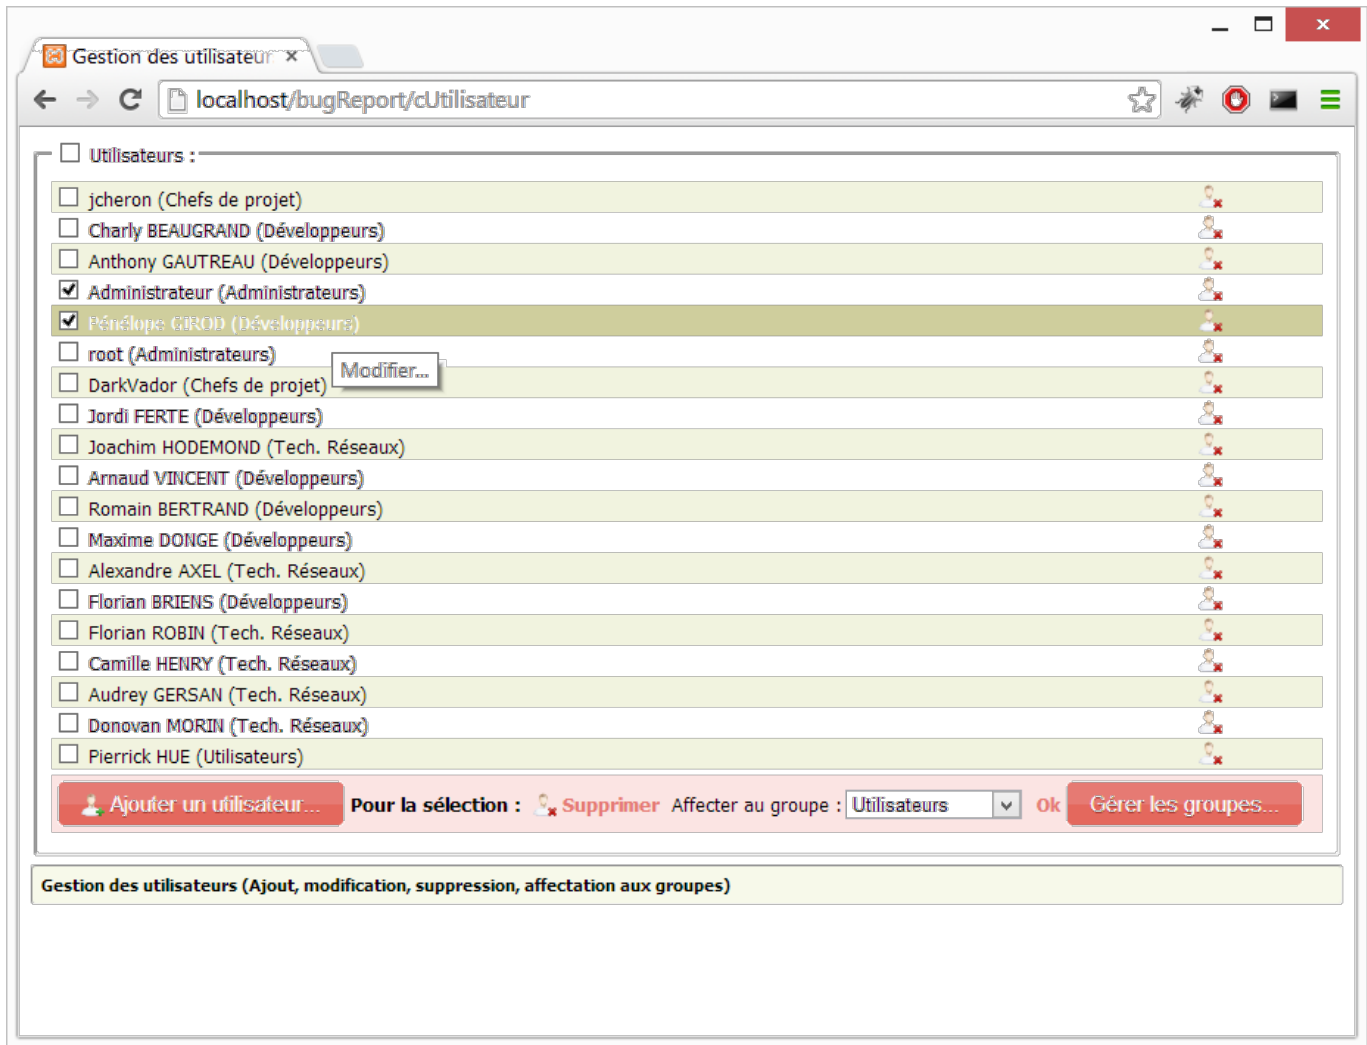 Gestion des utilisateur
localhost/bugReport/cUtilisateur
Utilisateurs :
jcheron (Chefs de projet)
Charly BEAUGRAND (Développeurs)
Anthony GAUTREAU (Développeurs)
Administrateur (Administrateurs)
Pénélope GIROD (Développeurs)
root (Administrateurs)
Modifier...
DarkVador (Chefs de projet)
Jordi FERTE (Développeurs)
Joachim HODEMOND (Tech. Réseaux)
Arnaud VINCENT (Développeurs)
Romain BERTRAND (Développeurs)
Maxime DONGE (Développeurs)
Alexandre AXEL (Tech. Réseaux)
Florian BRIENS (Développeurs)
Florian ROBIN (Tech. Réseaux)
Camille HENRY (Tech. Réseaux)
Audrey GERSAN (Tech. Réseaux)
Donovan MORIN (Tech. Réseaux)
Pierrick HUE (Utilisateurs)
Ajouter un utilisateur... Pour la sélection : Supprimer Affecter au groupe : Utilisateurs Ok Gérer les groupes...
Gestion des utilisateurs (Ajout, modification, suppression, affectation aux groupes)